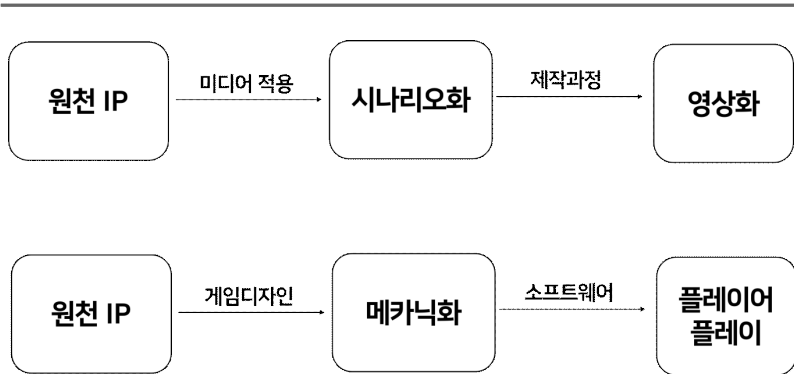 원천 IP
미디어 적용
시나리오화
제작과정
영상화
원천 IP
게임디자인
메카닉화
소프트웨어
플레이어
플레이